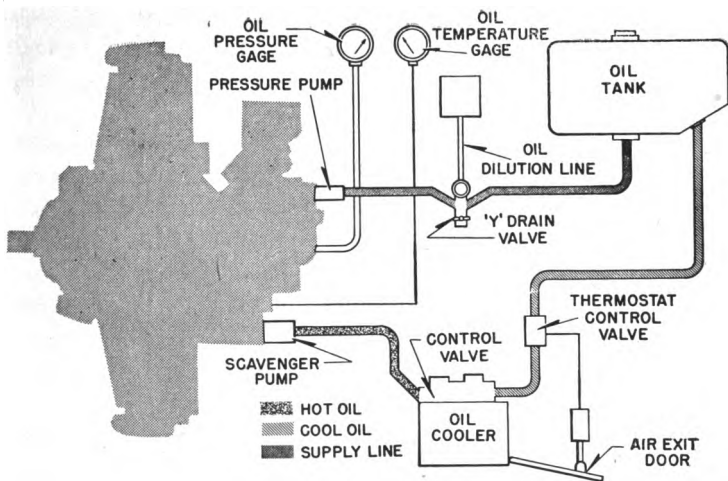 OIL
PRESSURE
GAGE
OIL
TEMPERATURE
GAGE
PRESSURE PUMP
OIL
TANK
OIL
DILUTION LINE
'Y' DRAIN
VALVE
THERMOSTAT
CONTROL
VALVE
CONTROL
VALVE
SCAVENGER
PUMP
HOT OIL
COOL OIL
SUPPLY LINE
OIL
COOLER
AIR EXIT
DOOR